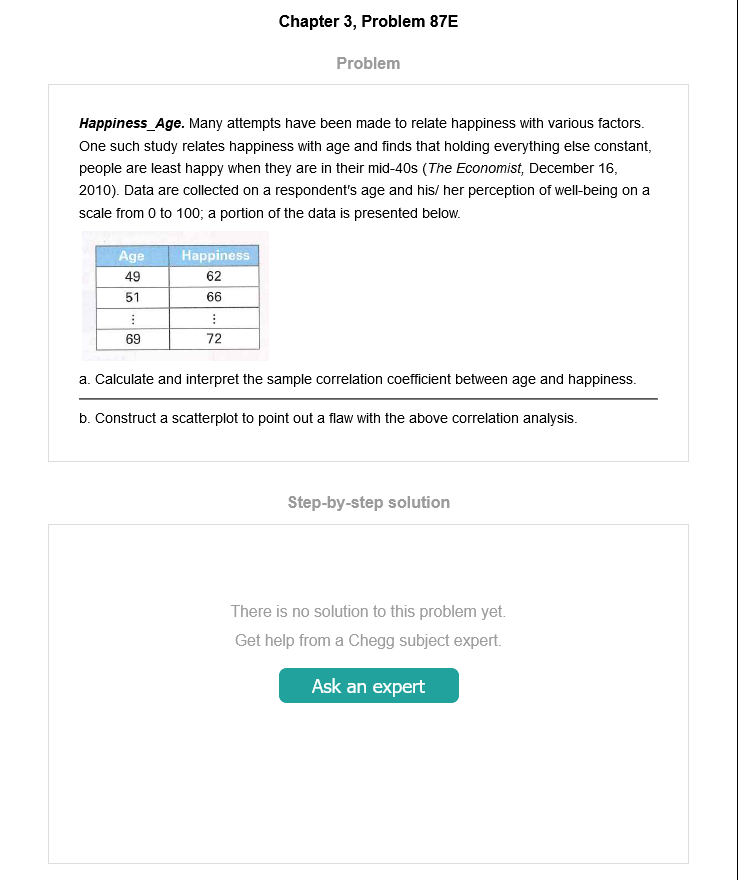 Chapter 3, Problem 87E
Problem
Happiness_Age. Many attempts have been made to relate happiness with various factors.
One such study relates happiness with age and finds that holding everything else constant,
people are least happy when they are in their mid-40s (The Economist, December 16,
2010). Data are collected on a respondent's age and his/ her perception of well-being on a
scale from 0 to 100; a portion of the data is presented below.
Age Happiness
49 62
51 66
⋮ ⋮
69 72
a. Calculate and interpret the sample correlation coefficient between age and happiness.
b. Construct a scatterplot to point out a flaw with the above correlation analysis.
Step-by-step solution
There is no solution to this problem yet.
Get help from a Chegg subject expert.
Ask an expert